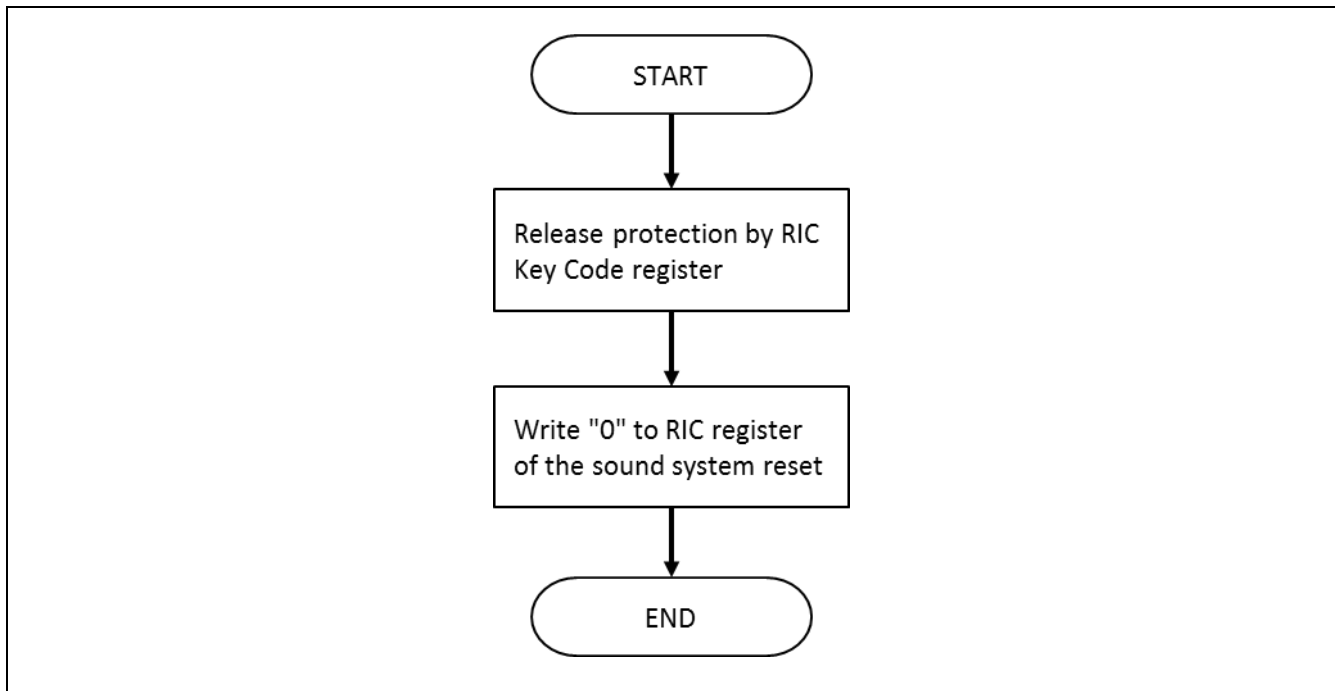 START
Release protection by RIC
Key Code register
Write "0" to RIC register
of the sound system reset
END